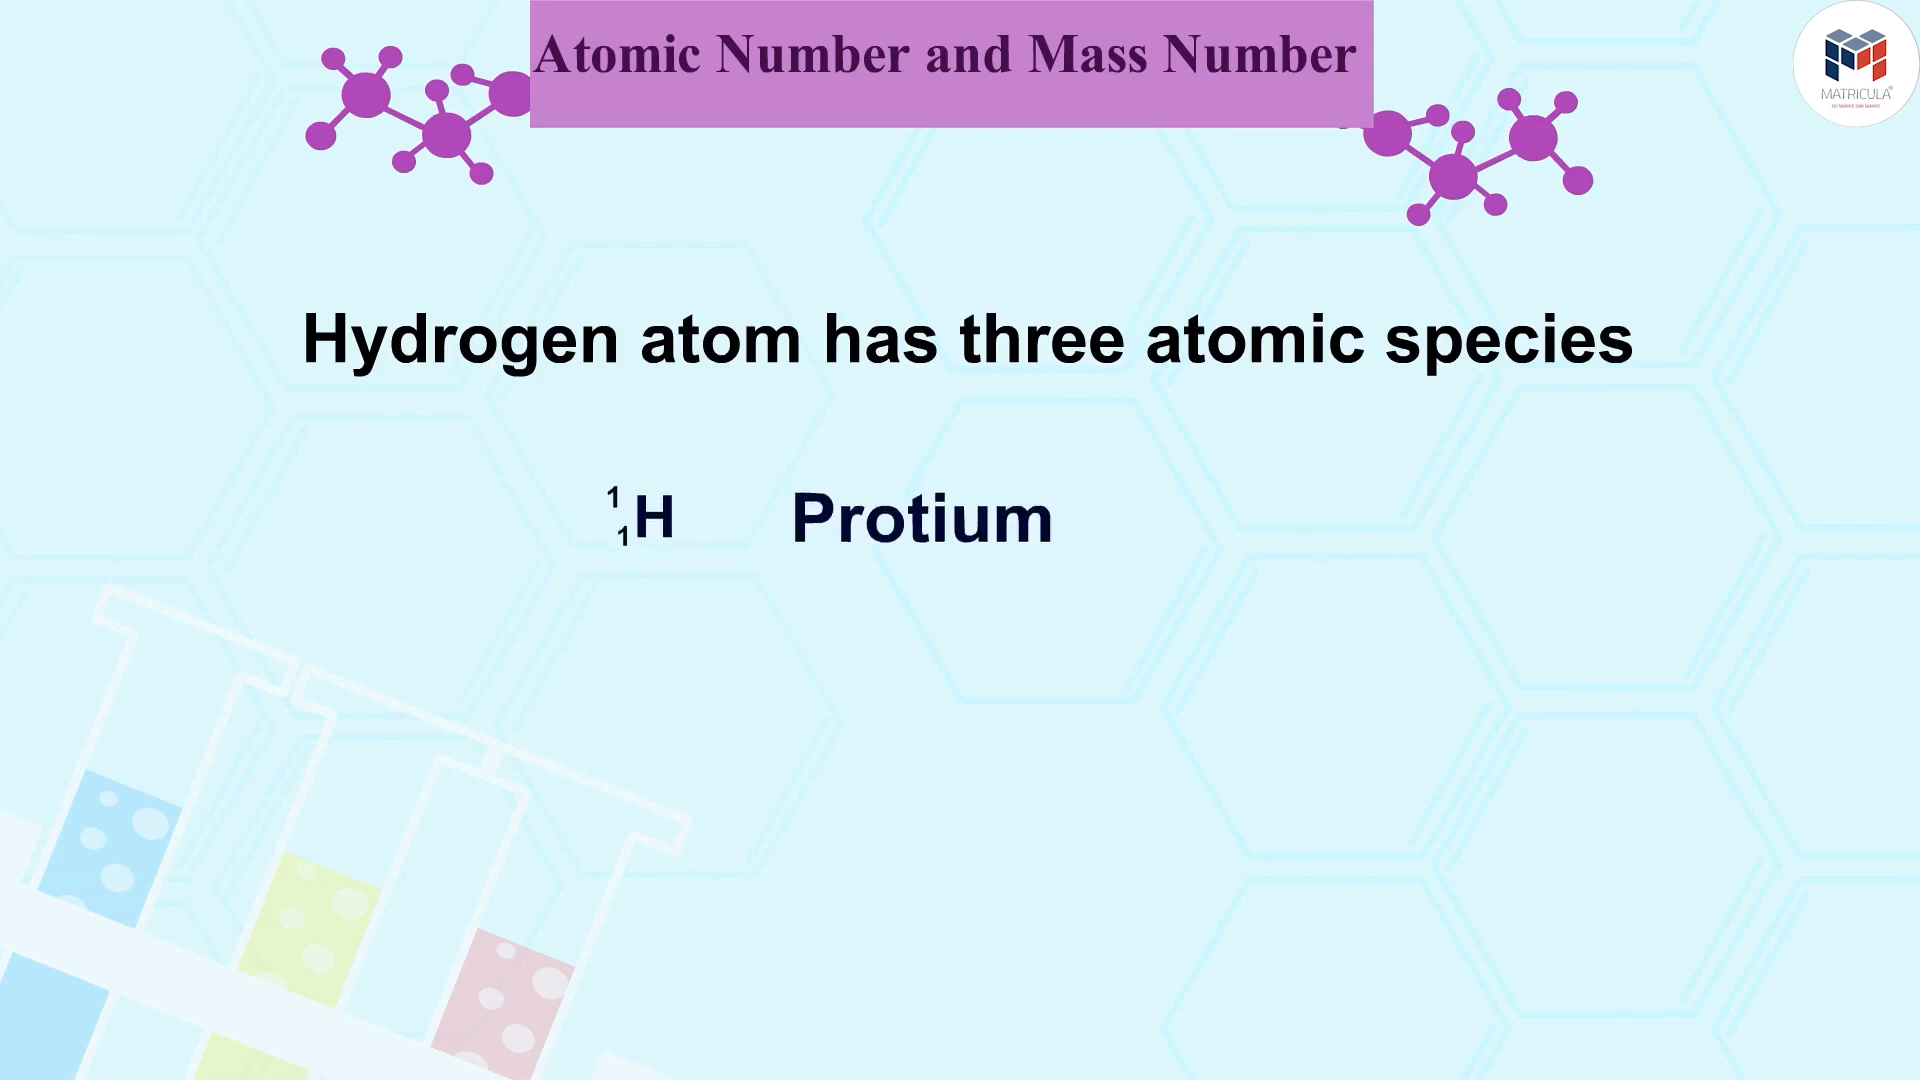 Atomic Number and Mass Number
MATRICULA®
Hydrogen atom has three atomic species
¹₁H Protium